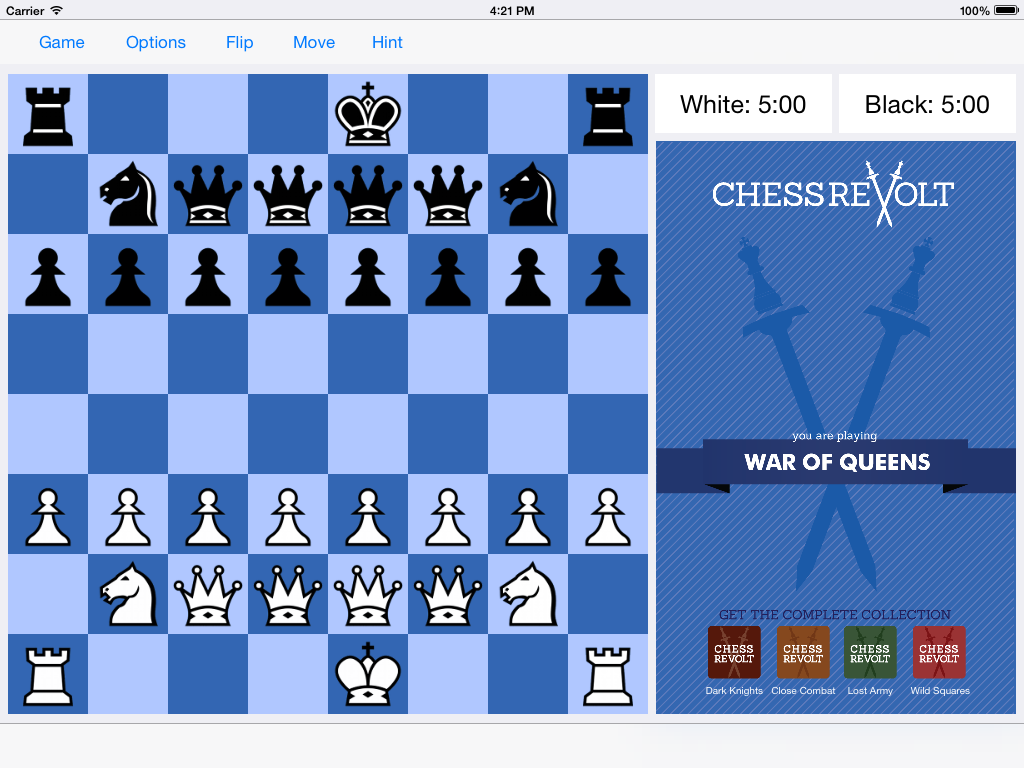 Carrier 4:21 PM 100%
Game Options Flip Move Hint
White: 5:00 Black: 5:00
CHESS REVOLT
you are playing
WAR OF QUEENS
GET THE COMPLETE COLLECTION
CHESS REVOLT CHESS REVOLT CHESS REVOLT CHESS REVOLT
Dark Knights Close Combat Lost Army Wild Squares